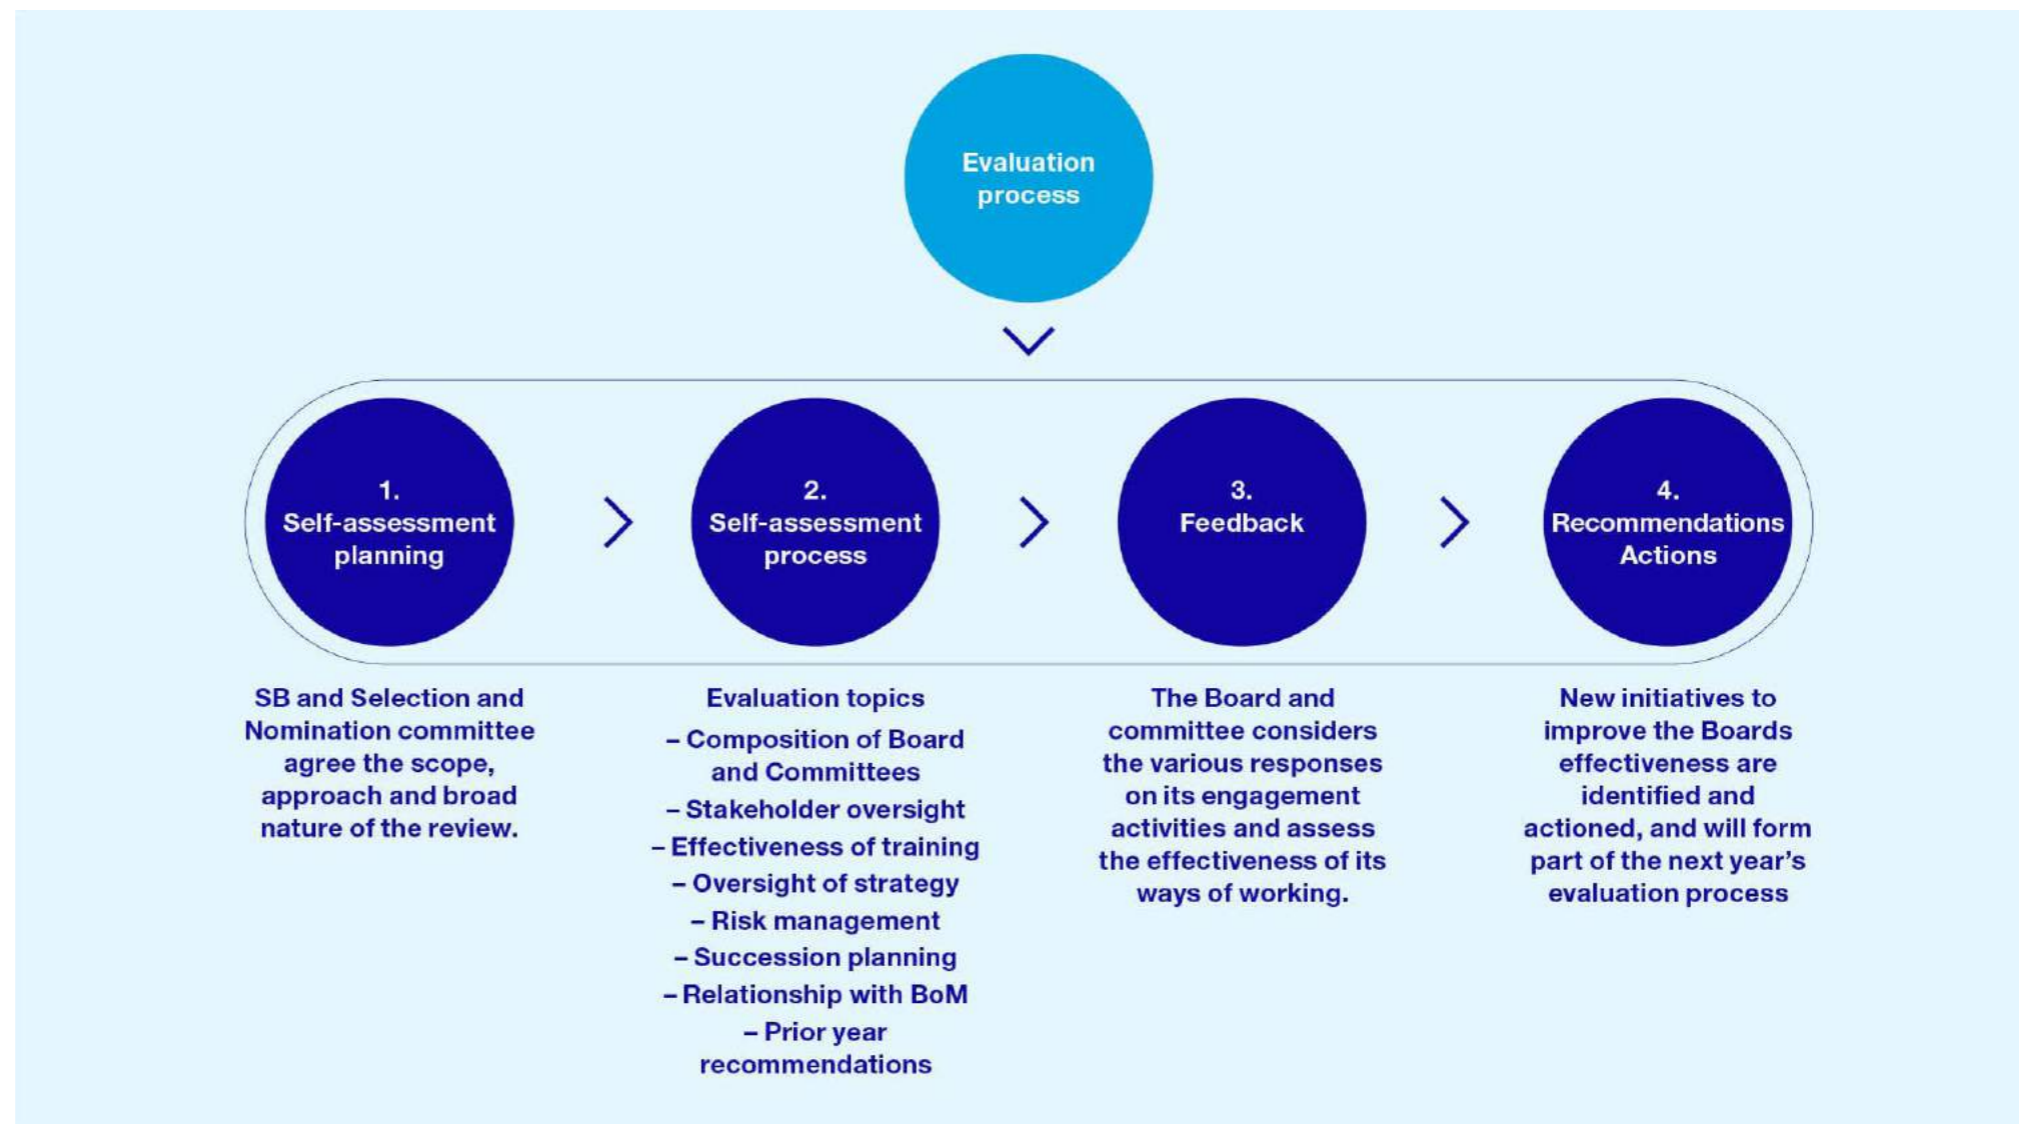 Evaluation
process
1.
Self-assessment
planning
2.
Self-assessment
process
3.
Feedback
4.
Recommendations
Actions
SB and Selection and
Nomination committee
agree the scope,
approach and broad
nature of the review.
Evaluation topics
– Composition of Board
and Committees
– Stakeholder oversight
– Effectiveness of training
– Oversight of strategy
– Risk management
– Succession planning
– Relationship with BoM
– Prior year
recommendations
The Board and
committee considers
the various responses
on its engagement
activities and assess
the effectiveness of its
ways of working.
New initiatives to
improve the Boards
effectiveness are
identified and
actioned, and will form
part of the next year’s
evaluation process